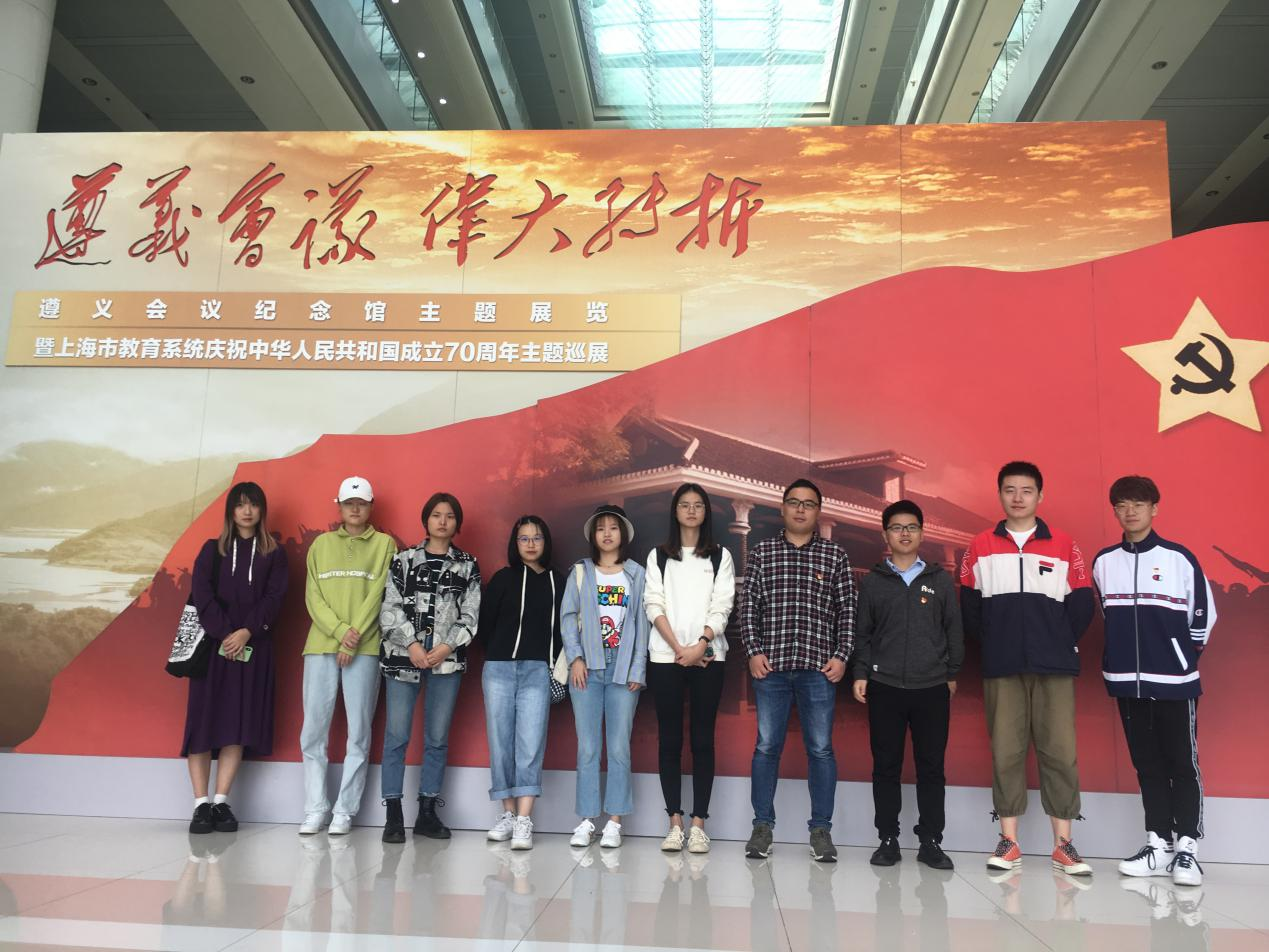 遵義會議 偉大轉折
遵义会议纪念馆主题展览
暨上海市教育系统庆祝中华人民共和国成立70周年主题巡展
SUPER
FILA